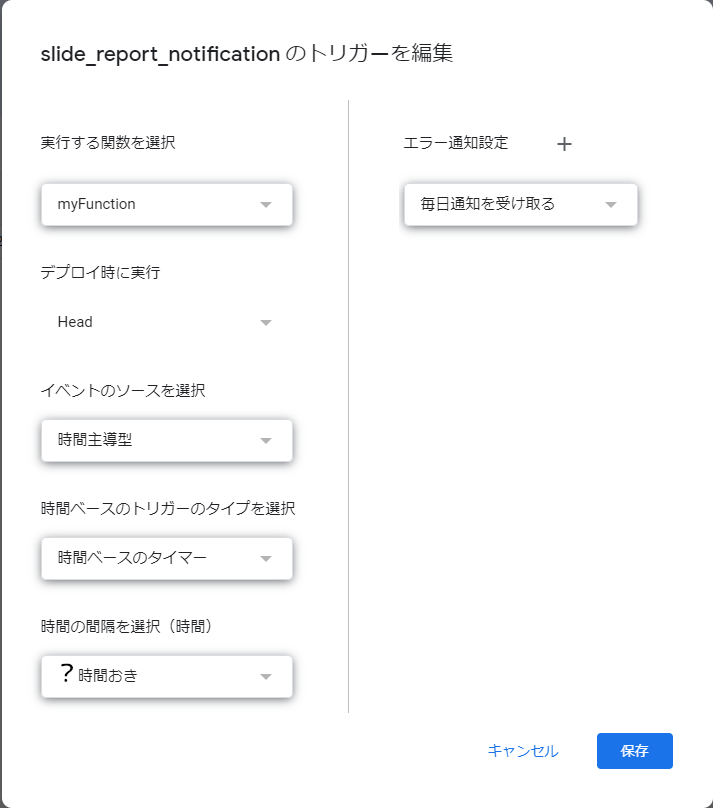 slide_report_notification のトリガーを編集
実行する関数を選択
myFunction
デプロイ時に実行
Head
イベントのソースを選択
時間主導型
時間ベースのトリガーのタイプを選択
時間ベースのタイマー
時間の間隔を選択（時間）
？時間おき
エラー通知設定 +
毎日通知を受け取る
キャンセル
保存